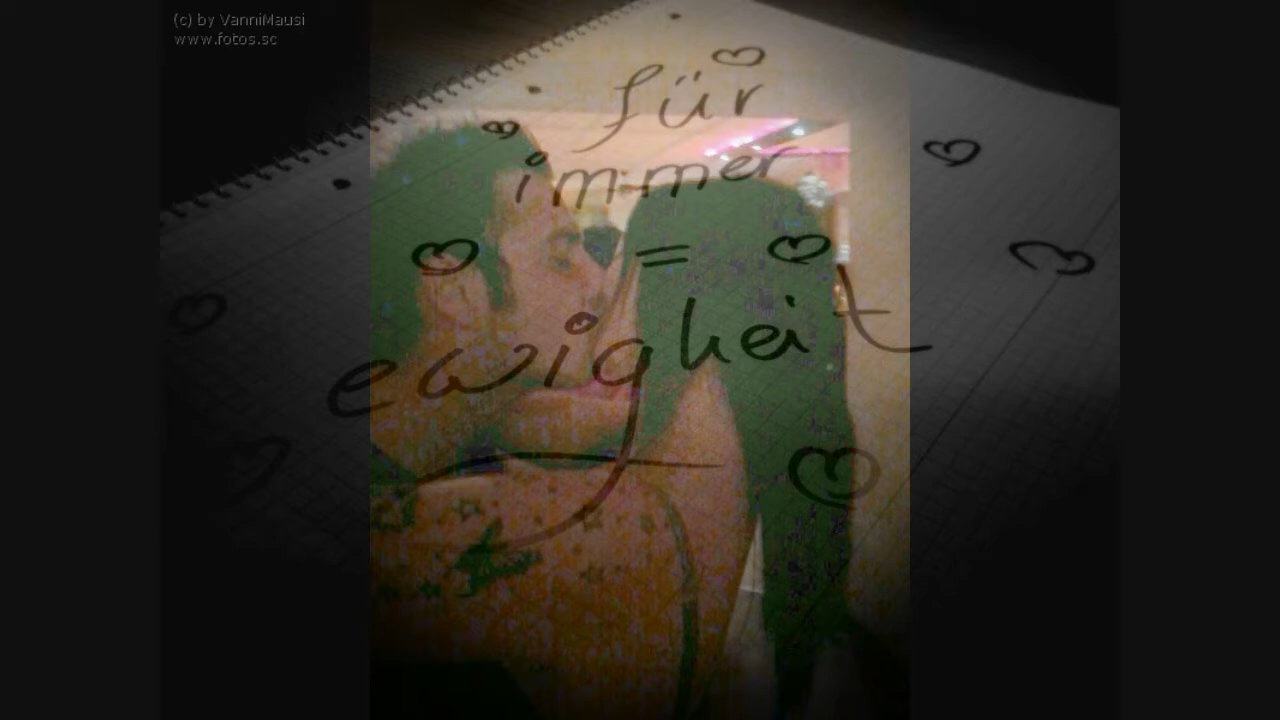 (c) by VanniMausi
www.fotos.sc
für
immer
=
ewigkeit